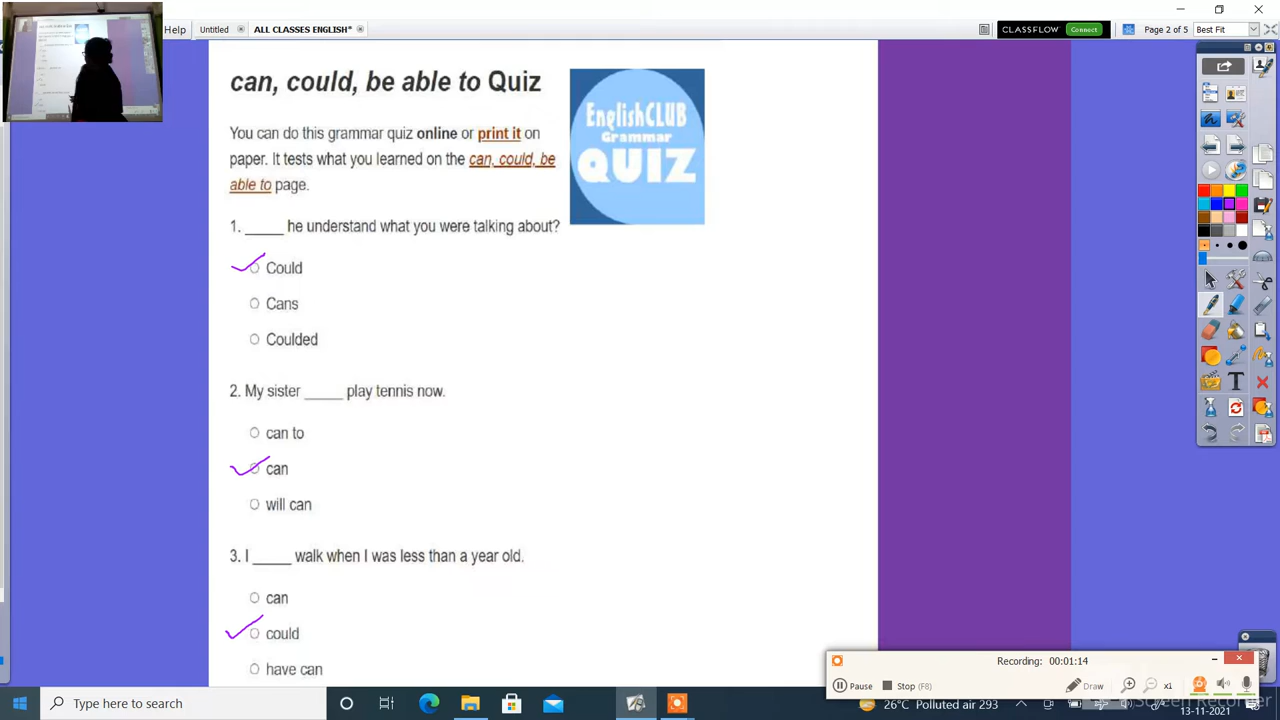 Help
Untitled
ALL CLASSES ENGLISH*
CLASSFLOW
Connect
Page 2 of 5
Best Fit
can, could, be able to Quiz
EnglishCLUB
Grammar
QUIZ
You can do this grammar quiz online or print it on
paper. It tests what you learned on the can, could, be
able to page.
1. _____ he understand what you were talking about?
Could
Cans
Coulded
2. My sister _____ play tennis now.
can to
can
will can
3. I _____ walk when I was less than a year old.
can
could
have can
Recording: 00:01:14
Pause
Stop (F8)
Draw
x1
Type here to search
26°C Polluted air 293
13-11-2021